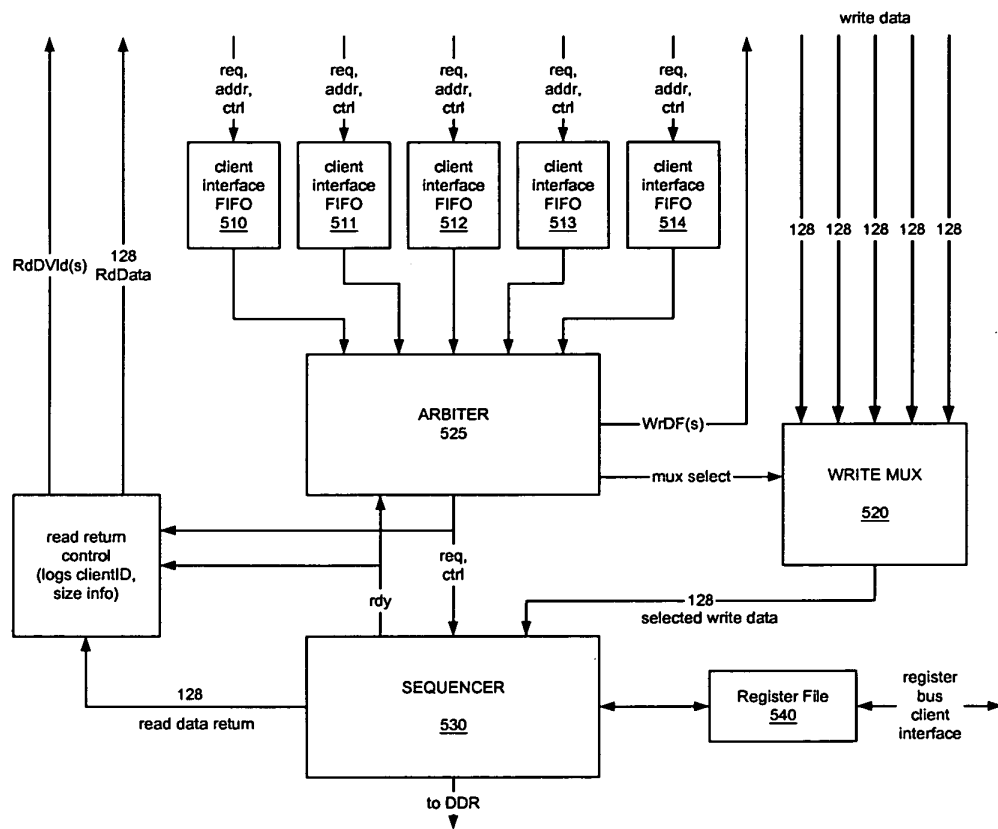 write data
req,
addr,
ctrl
req,
addr,
ctrl
req,
addr,
ctrl
req,
addr,
ctrl
req,
addr,
ctrl
client
interface
FIFO
510
client
interface
FIFO
511
client
interface
FIFO
512
client
interface
FIFO
513
client
interface
FIFO
514
128 128 128 128 128
RdDVld(s)
128
RdData
ARBITER
525
WrDF(s)
mux select
WRITE MUX
520
read return
control
(logs clientID,
size info)
req,
ctrl
rdy
128
selected write data
128
read data return
SEQUENCER
530
Register File
540
register
bus
client
interface
to DDR